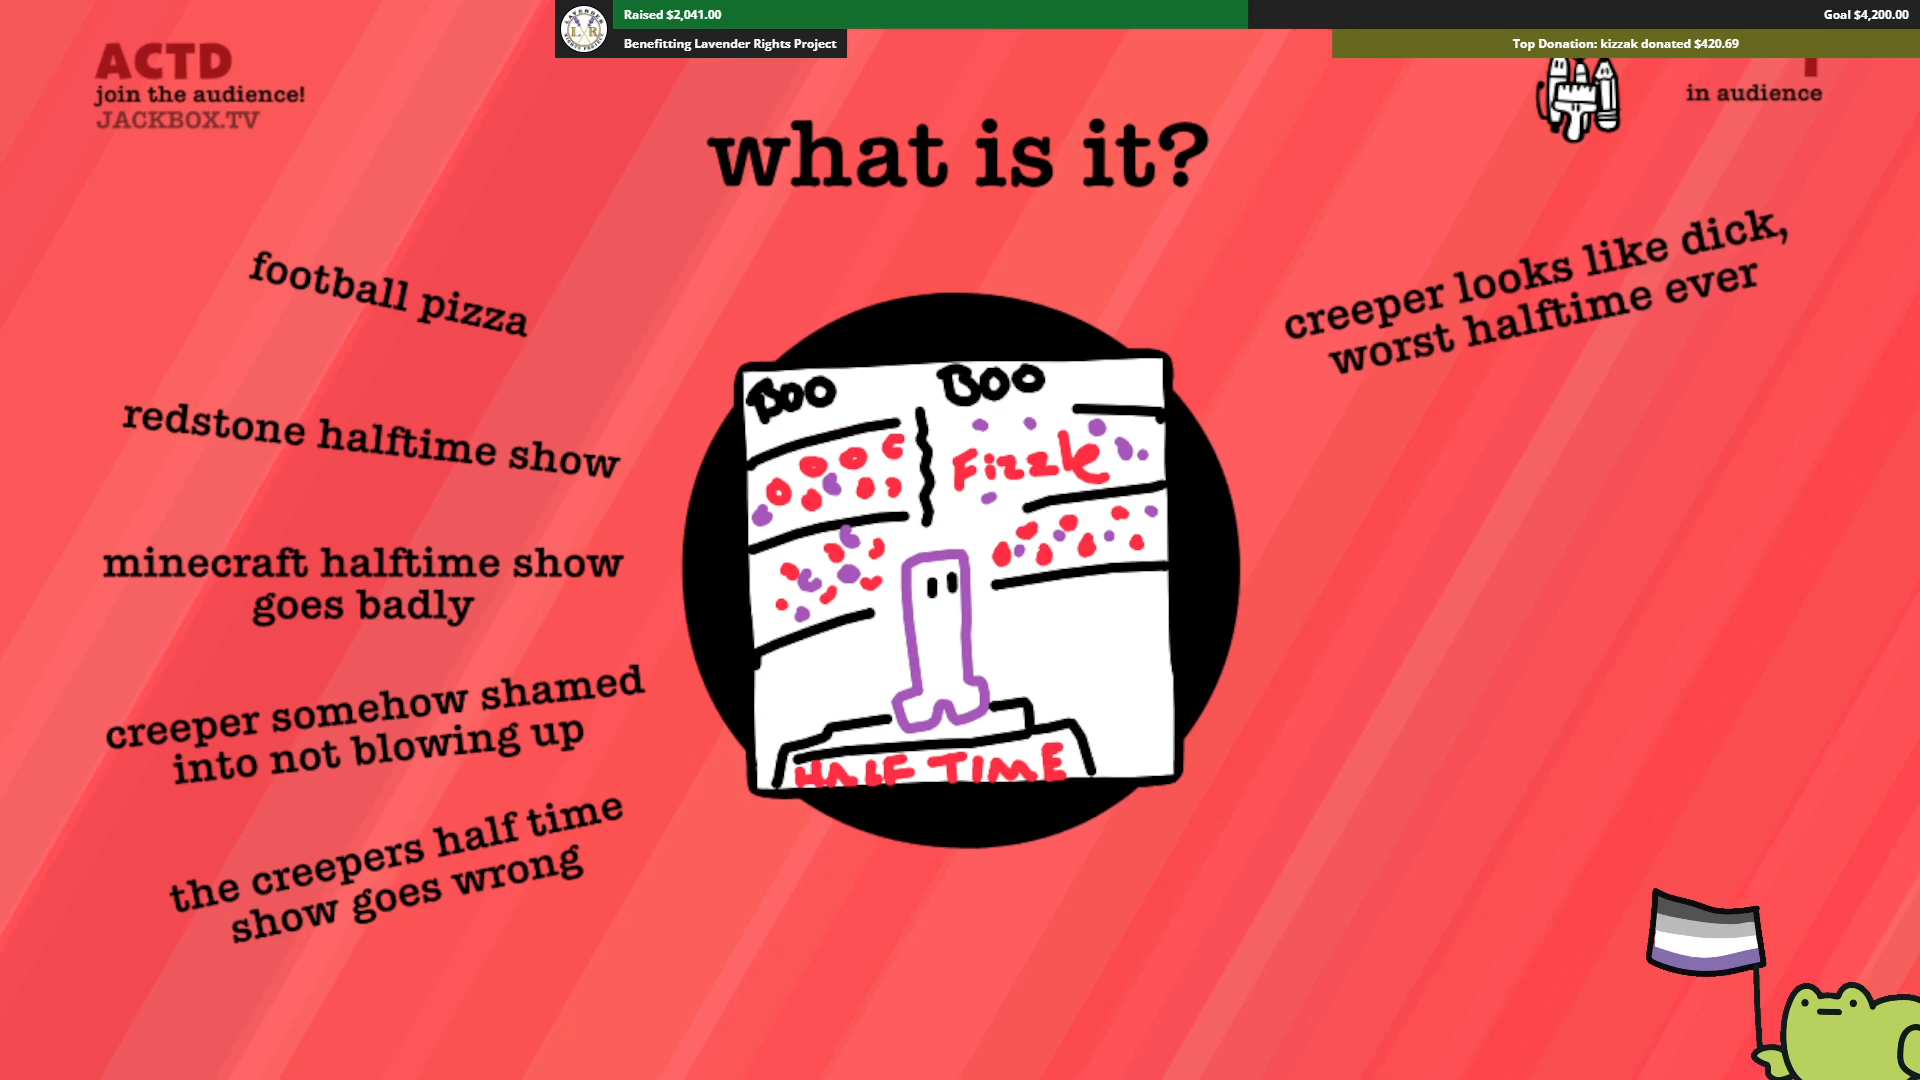 Raised $2,041.00
Goal $4,200.00
Benefitting Lavender Rights Project
Top Donation: kizzak donated $420.69
ACTD
join the audience!
JACKBOX.TV
in audience
what is it?
football pizza
redstone halftime show
minecraft halftime show
goes badly
creeper somehow shamed
into not blowing up
the creepers half time
show goes wrong
creeper looks like dick,
worst halftime ever
BOO BOO
Fizzle
HALF TIME